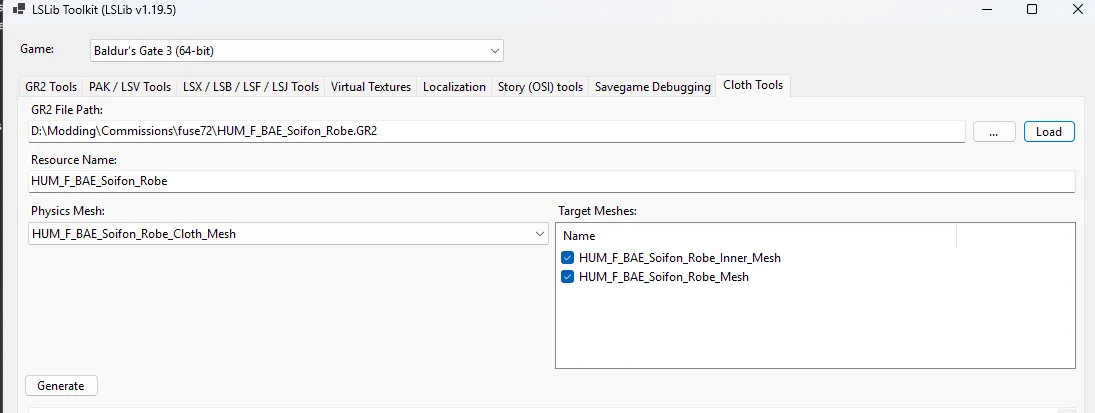 LSLib Toolkit (LSLib v1.19.5)
Game:
Baldur's Gate 3 (64-bit)
GR2 Tools
PAK / LSV Tools
LSX / LSB / LSF / LSJ Tools
Virtual Textures
Localization
Story (OSI) tools
Savegame Debugging
Cloth Tools
GR2 File Path:
D:\Modding\Commissions\fuse72\HUM_F_BAE_Soifon_Robe.GR2
...
Load
Resource Name:
HUM_F_BAE_Soifon_Robe
Physics Mesh:
Target Meshes:
HUM_F_BAE_Soifon_Robe_Cloth_Mesh
Name
HUM_F_BAE_Soifon_Robe_Inner_Mesh
HUM_F_BAE_Soifon_Robe_Mesh
Generate